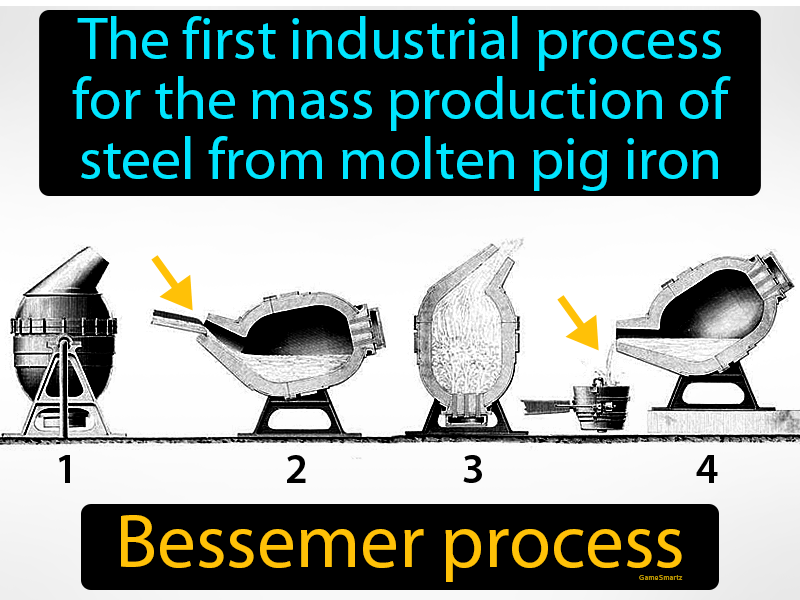 The first industrial process
for the mass production of
steel from molten pig iron
1 2 3 4
Bessemer process
GameSmartz